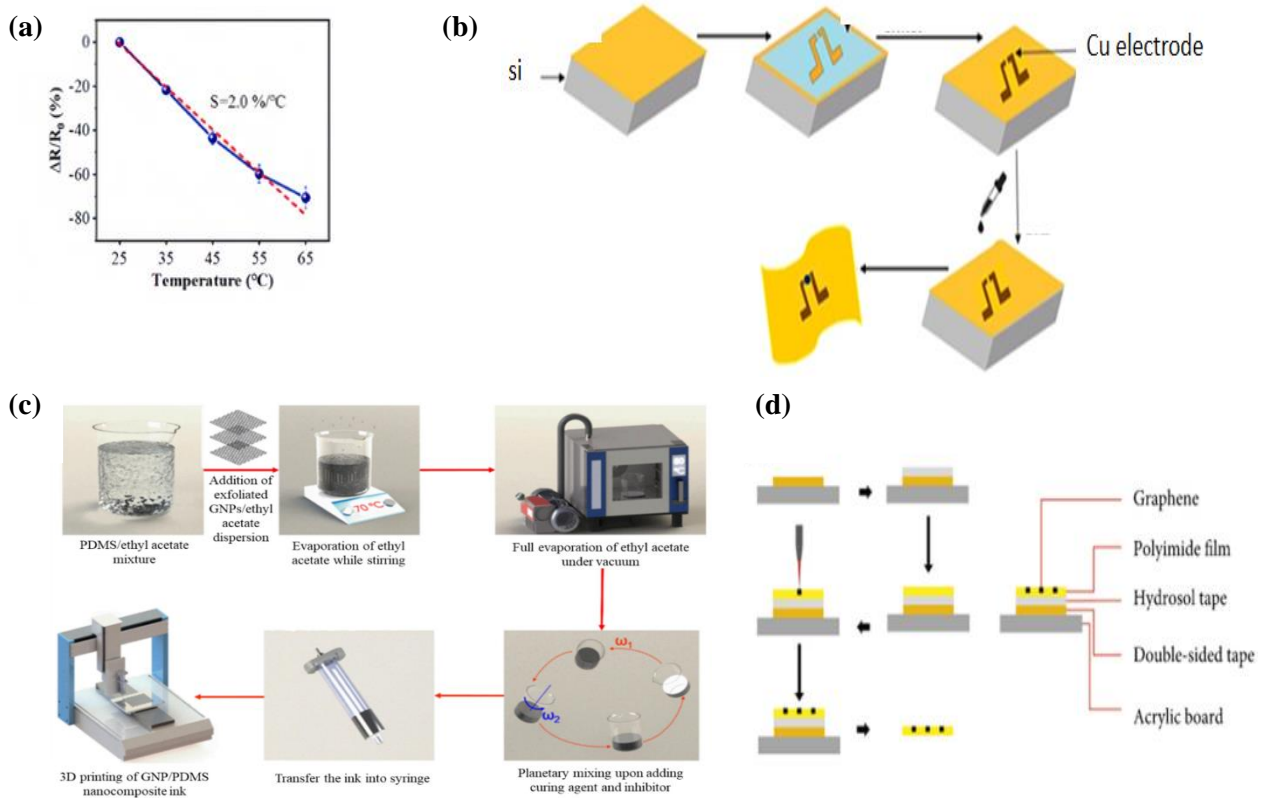 (a)
0
-20
-40
-60
-80
ΔR/R₀ (%)
S=2.0 %/°C
25 35 45 55 65
Temperature (°C)
(b)
si
Cu electrode
(c)
PDMS/ethyl acetate
mixture
Addition of
exfoliated
GNPs/ethyl
acetate
dispersion
70 °C
Evaporation of ethyl
acetate while stirring
Full evaporation of ethyl acetate
under vacuum
ω₁
ω₂
Planetary mixing upon adding
curing agent and inhibitor
Transfer the ink into syringe
3D printing of GNP/PDMS
nanocomposite ink
(d)
Graphene
Polyimide film
Hydrosol tape
Double-sided tape
Acrylic board